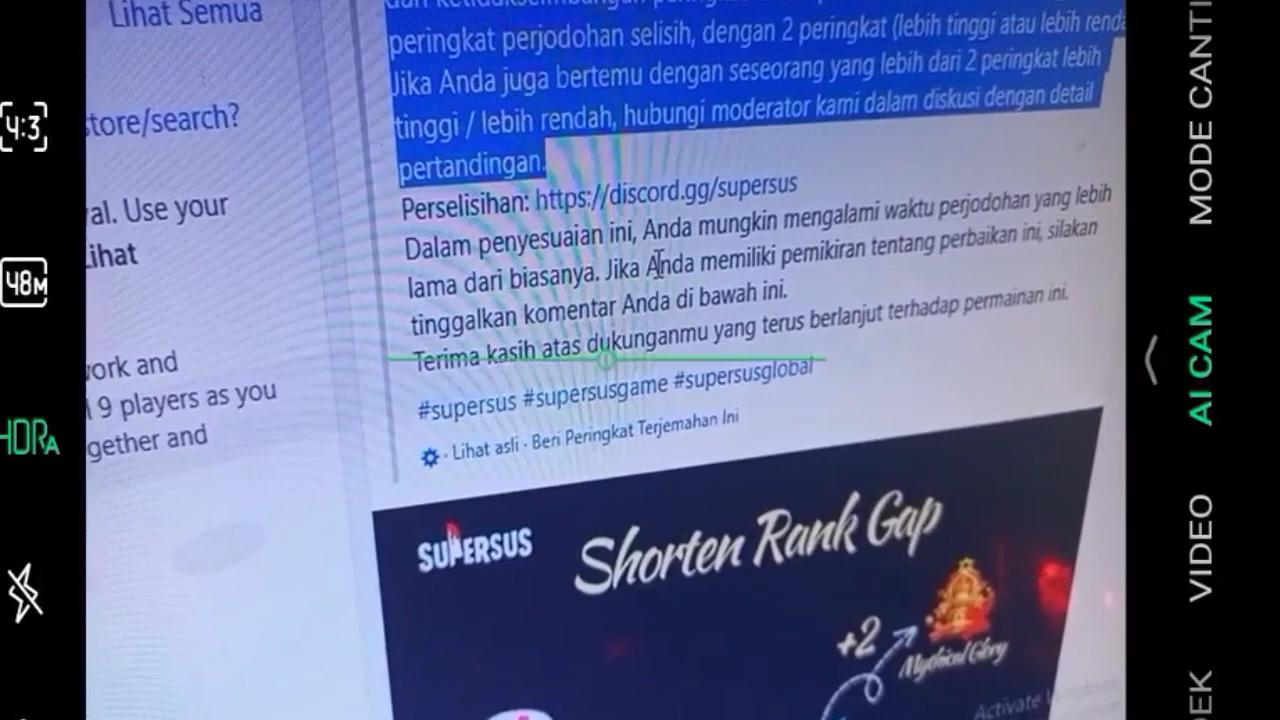 Lihat Semua
store/search?
al. Use your
Lihat
work and
9 players as you
gether and
peringkat perjodohan selisih, dengan 2 peringkat (lebih tinggi atau lebih renda
Jika Anda juga bertemu dengan seseorang yang lebih dari 2 peringkat lebih
tinggi / lebih rendah, hubungi moderator kami dalam diskusi dengan detail
pertandingan.
Perselisihan: https://discord.gg/supersus
Dalam penyesuaian ini, Anda mungkin mengalami waktu perjodohan yang lebih
lama dari biasanya. Jika Anda memiliki pemikiran tentang perbaikan ini, silakan
tinggalkan komentar Anda di bawah ini.
Terima kasih atas dukunganmu yang terus berlanjut terhadap permainan ini.
#supersus #supersusgame #supersusglobal
· Lihat asli · Beri Peringkat Terjemahan Ini
SUPERSUS
Shorten Rank Gap
+2
Mythical Glory
Activate
4:3
48M
HDRA
MODE CANTI
AI CAM
VIDEO
EK